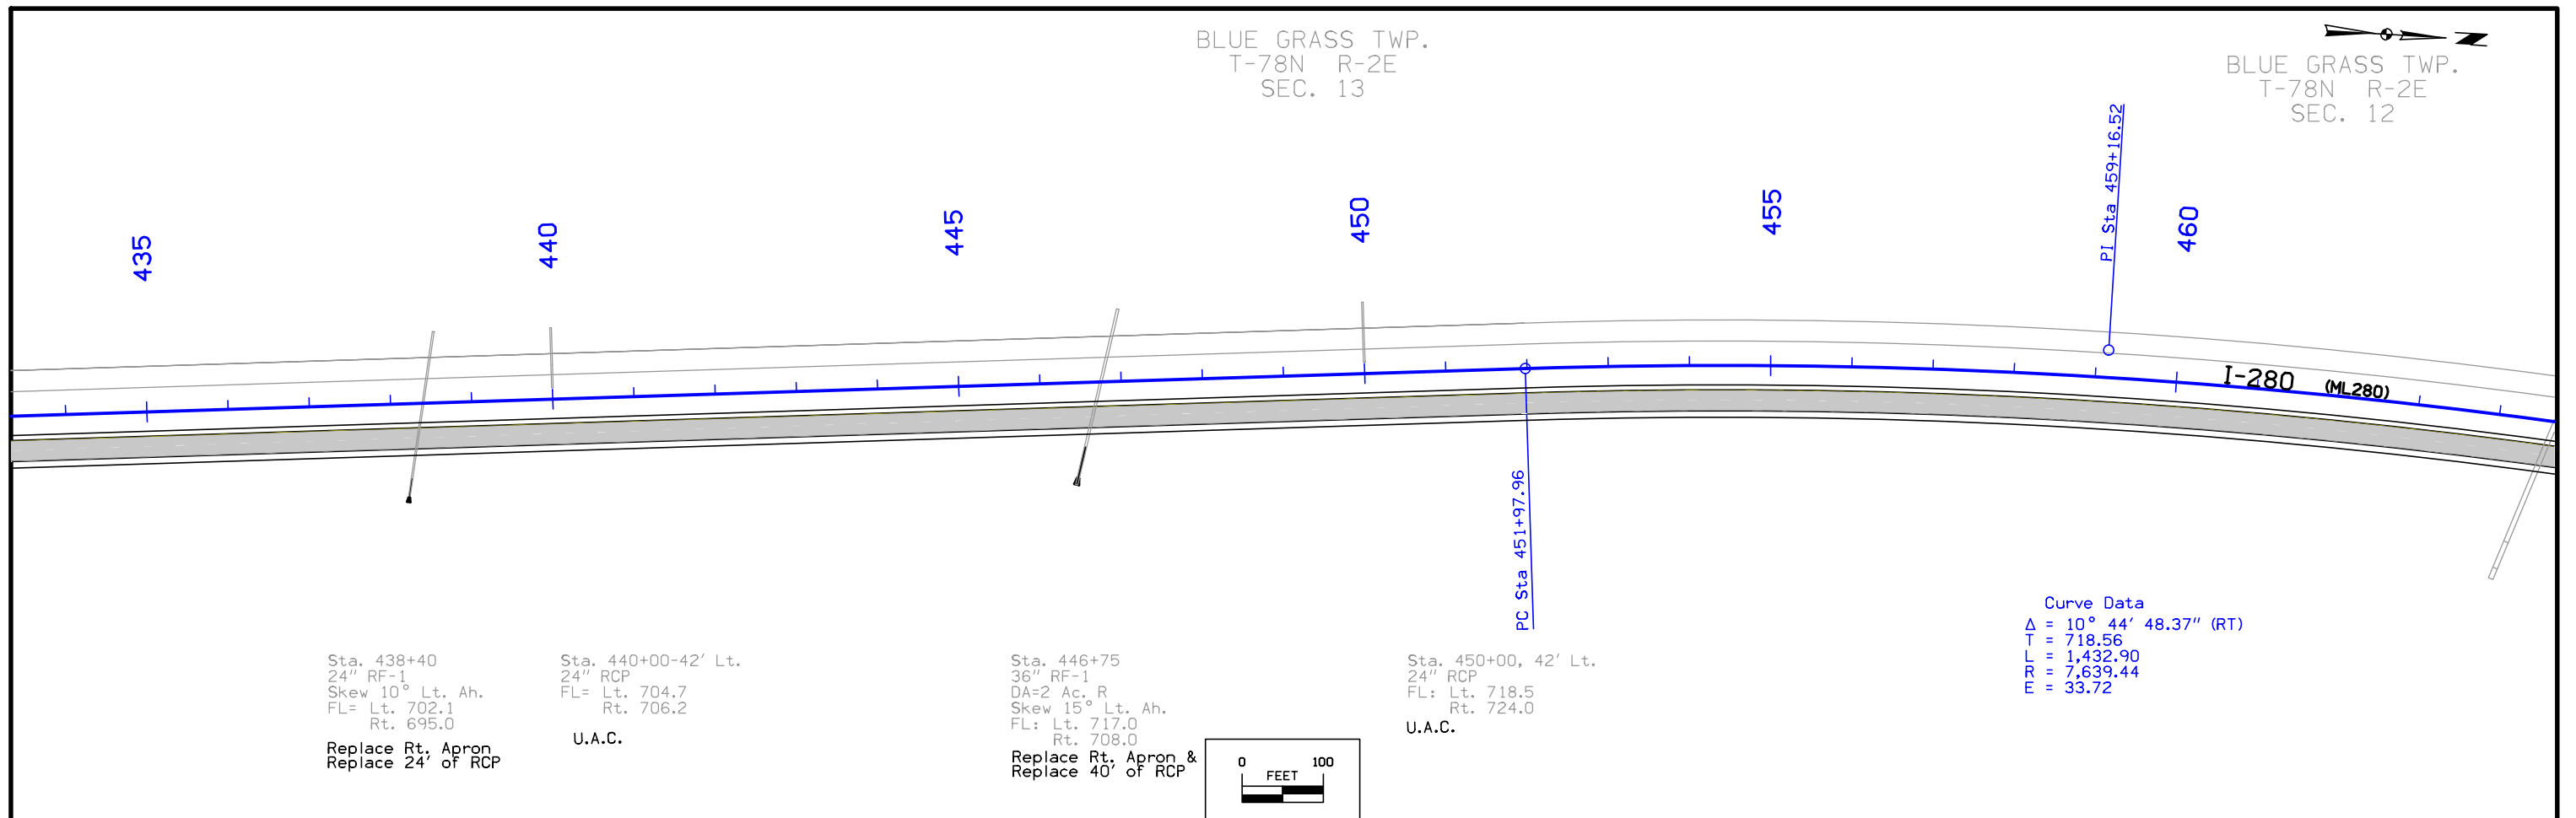 BLUE GRASS TWP.
T-78N R-2E
SEC. 13
N
BLUE GRASS TWP.
T-78N R-2E
SEC. 12
PI Sta 459+16.52
435
440
445
450
455
460
I-280 (ML280)
PC Sta 451+97.96
Curve Data
Δ = 10° 44' 48.37" (RT)
T = 718.56
L = 1,432.90
R = 7,639.44
E = 33.72
Sta. 438+40
24" RF-1
Skew 10° Lt. Ah.
FL= Lt. 702.1
Rt. 695.0
Replace Rt. Apron
Replace 24' of RCP
Sta. 440+00-42' Lt.
24" RCP
FL= Lt. 704.7
Rt. 706.2
U.A.C.
Sta. 446+75
36" RF-1
DA=2 Ac. R
Skew 15° Lt. Ah.
FL: Lt. 717.0
Rt. 708.0
Replace Rt. Apron &
Replace 40' of RCP
Sta. 450+00, 42' Lt.
24" RCP
FL: Lt. 718.5
Rt. 724.0
U.A.C.
0 100
FEET